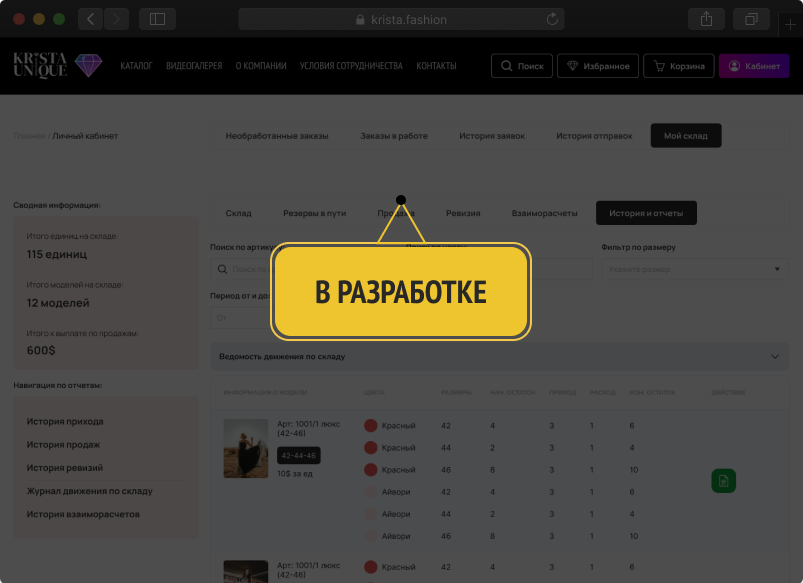 krista.fashion
KRISTA
UNIQUE
КАТАЛОГ ВИДЕОГАЛЕРЕЯ О КОМПАНИИ УСЛОВИЯ СОТРУДНИЧЕСТВА КОНТАКТЫ
Поиск Избранное Корзина Кабинет
Главная / Личный кабинет
Необработанные заказы Заказы в работе История заявок История отправок Мой склад
Сводная информация:
Итого единиц на складе:
115 единиц
Итого моделей на складе:
12 моделей
Итого к выплате по продажам:
600$
Навигация по отчетам:
История прихода
История продаж
История ревизий
Журнал движения по складу
История взаиморасчетов
Склад Резервы в пути Продажа Ревизия Взаиморасчеты История и отчеты
Поиск по артикулу Фильтр по размеру
Поиск по Укажите размер
Период от и до
От
В РАЗРАБОТКЕ
Ведомость движения по складу
ИНФОРМАЦИЯ О МОДЕЛИ ЦВЕТА РАЗМЕРЫ НАЧ. ОСТАТОК ПРИХОД РАСХОД КОН. ОСТАТОК ДЕЙСТВИЕ
Арт: 1001/1 люкс
(42-46)
42-44-46
10$ за ед
Красный 42 4 3 1 6
Красный 44 2 3 1 4
Красный 46 8 3 1 10
Айвори 42 4 3 1 6
Айвори 44 2 3 1 4
Айвори 46 8 3 1 10
Арт: 1001/1 люкс
(42-46)
Красный 42 4 3 1 6